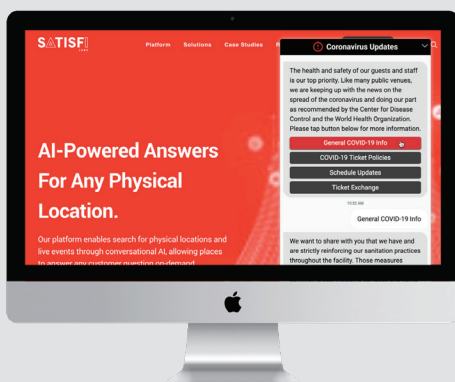 SATISFI
LABS
Platform Solutions Case Studies
Coronavirus Updates
The health and safety of our guests and staff
is our top priority. Like many public venues,
we are keeping up with the news on the
spread of the coronavirus and doing our part
as recommended by the Center for Disease
Control and the World Health Organization.
Please tap button below for more information.
General COVID-19 Info
COVID-19 Ticket Policies
Schedule Updates
Ticket Exchange
10:35 AM
General COVID-19 Info
We want to share with you that we have and
are strictly reinforcing our sanitation practices
throughout the facility. Those measures
AI-Powered Answers
For Any Physical
Location.
Our platform enables search for physical locations and
live events through conversational AI, allowing places
to answer any customer question on-demand